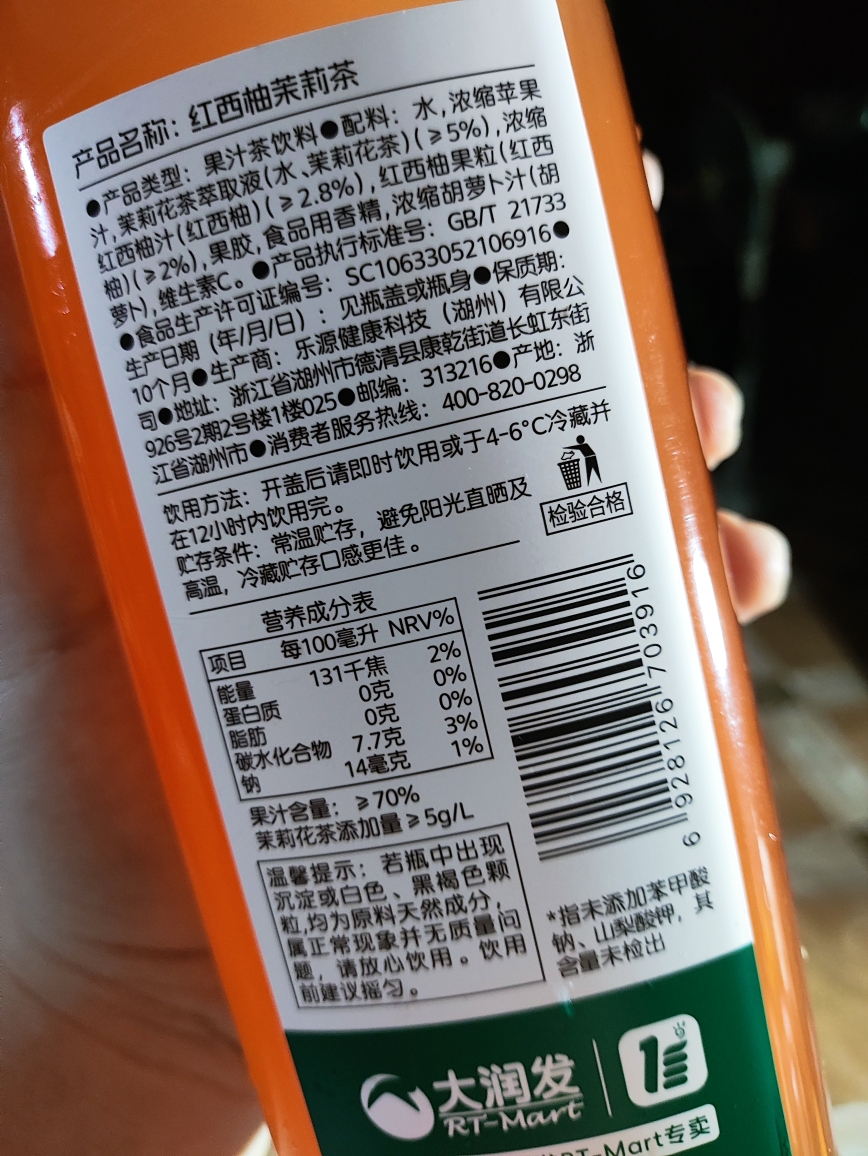 产品名称：红西柚茉莉茶
●产品类型：果汁茶饮料●配料：水,浓缩苹果
汁,茉莉花茶萃取液(水、茉莉花茶)(≥5%),浓缩
红西柚汁(红西柚)(≥2.8%),红西柚果粒(红西
柚)(≥2%),果胶,食品用香精,浓缩胡萝卜汁(胡
萝卜),维生素C。●产品执行标准号：GB/T 21733
●食品生产许可证编号：SC10633052106916●
生产日期（年/月/日）：见瓶盖或瓶身●保质期：
10个月●生产商：乐源健康科技（湖州）有限公
司●地址：浙江省湖州市德清县康乾街道长虹东街
926号2期2号楼1楼025●邮编：313216●产地：浙
江省湖州市●消费者服务热线：400-820-0298
饮用方法：开盖后请即时饮用或于4-6°C冷藏并
在12小时内饮用完。
贮存条件：常温贮存，避免阳光直晒及
高温，冷藏贮存口感更佳。
检验合格
营养成分表
项目 每100毫升 NRV%
能量 131千焦 2%
蛋白质 0克 0%
脂肪 0克 0%
碳水化合物 7.7克 3%
钠 14毫克 1%
果汁含量：≥70%
茉莉花茶添加量≥5g/L
6 928126 703916
温馨提示：若瓶中出现
沉淀或白色、黑褐色颗
粒,均为原料天然成分，
属正常现象并无质量问
题，请放心饮用。饮用
前建议摇匀。
*指未添加苯甲酸
钠、山梨酸钾，其
含量未检出
大润发
RT-Mart
RT-Mart专卖